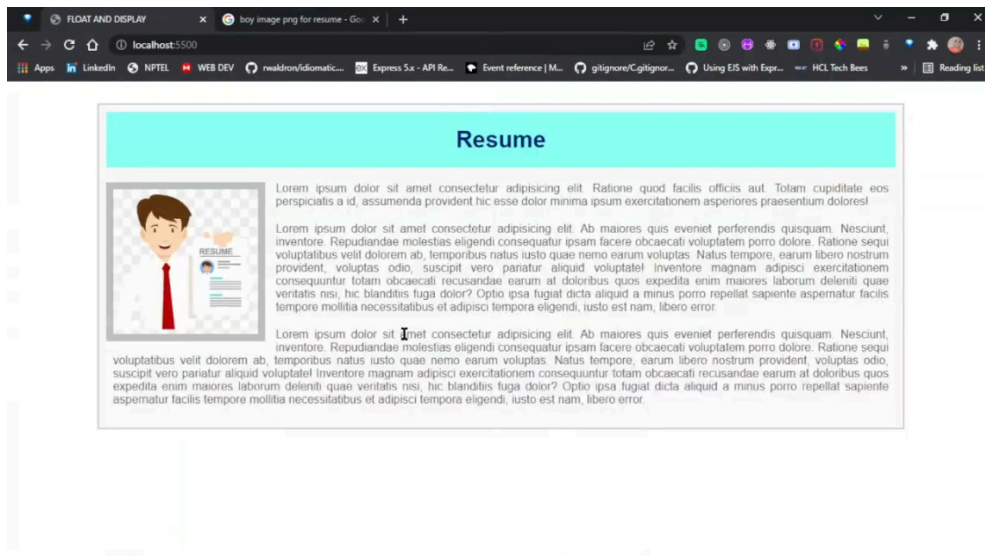 FLOAT AND DISPLAY
boy image png for resume - Goo
localhost:5500
Apps LinkedIn NPTEL WEB DEV rwaldron/idiomatic... Express 5.x - API Re... Event reference | M... gitignore/C.gitignor... Using EJS with Expr... HCL Tech Bees » Reading list
Resume
RESUME
Lorem ipsum dolor sit amet consectetur adipisicing elit. Ratione quod facilis officiis aut. Totam cupiditate eos
perspiciatis a id, assumenda provident hic esse dolor minima ipsum exercitationem asperiores praesentium dolores!
Lorem ipsum dolor sit amet consectetur adipisicing elit. Ab maiores quis eveniet perferendis quisquam. Nesciunt,
inventore. Repudiandae molestias eligendi consequatur ipsam facere obcaecati voluptatem porro dolore. Ratione sequi
voluptatibus velit dolorem ab, temporibus natus iusto quae nemo earum voluptas. Natus tempore, earum libero nostrum
provident, voluptas odio, suscipit vero pariatur aliquid voluptate! Inventore magnam adipisci exercitationem
consequuntur totam obcaecati recusandae earum at doloribus quos expedita enim maiores laborum deleniti quae
veritatis nisi, hic blanditiis fuga dolor? Optio ipsa fugiat dicta aliquid a minus porro repellat sapiente aspernatur facilis
tempore mollitia necessitatibus et adipisci tempora eligendi, iusto est nam, libero error.
Lorem ipsum dolor sit amet consectetur adipisicing elit. Ab maiores quis eveniet perferendis quisquam. Nesciunt,
inventore. Repudiandae molestias eligendi consequatur ipsam facere obcaecati voluptatem porro dolore. Ratione sequi
voluptatibus velit dolorem ab, temporibus natus iusto quae nemo earum voluptas. Natus tempore, earum libero nostrum provident, voluptas odio,
suscipit vero pariatur aliquid voluptate! Inventore magnam adipisci exercitationem consequuntur totam obcaecati recusandae earum at doloribus quos
expedita enim maiores laborum deleniti quae veritatis nisi, hic blanditiis fuga dolor? Optio ipsa fugiat dicta aliquid a minus porro repellat sapiente
aspernatur facilis tempore mollitia necessitatibus et adipisci tempora eligendi, iusto est nam, libero error.